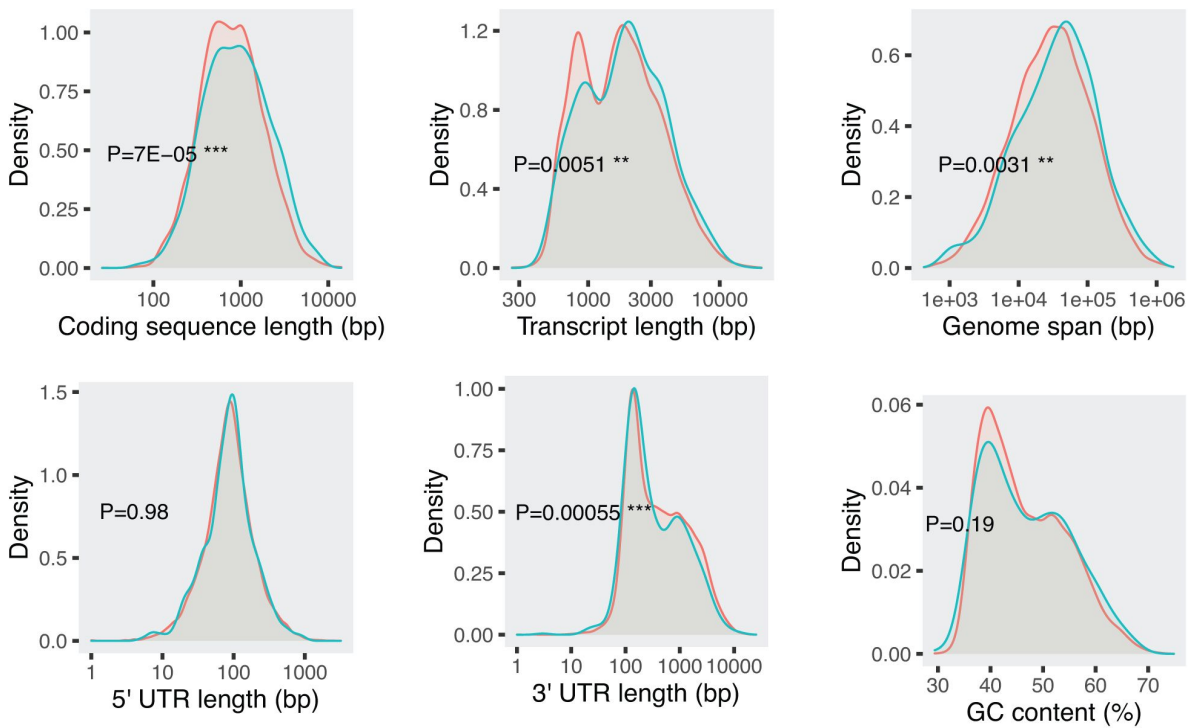 Density
1.00
0.75
0.50
0.25
0.00
P=7E−05 ***
100 1000 10000
Coding sequence length (bp)
Density
1.2
0.8
0.4
0.0
P=0.0051 **
300 1000 3000 10000
Transcript length (bp)
Density
0.6
0.4
0.2
0.0
P=0.0031 **
1e+03 1e+04 1e+05 1e+06
Genome span (bp)
Density
1.5
1.0
0.5
0.0
P=0.98
1 10 100 1000
5' UTR length (bp)
Density
1.00
0.75
0.50
0.25
0.00
P=0.00055 ***
1 10 100 1000 10000
3' UTR length (bp)
Density
0.06
0.04
0.02
0.00
P=0.19
30 40 50 60 70
GC content (%)